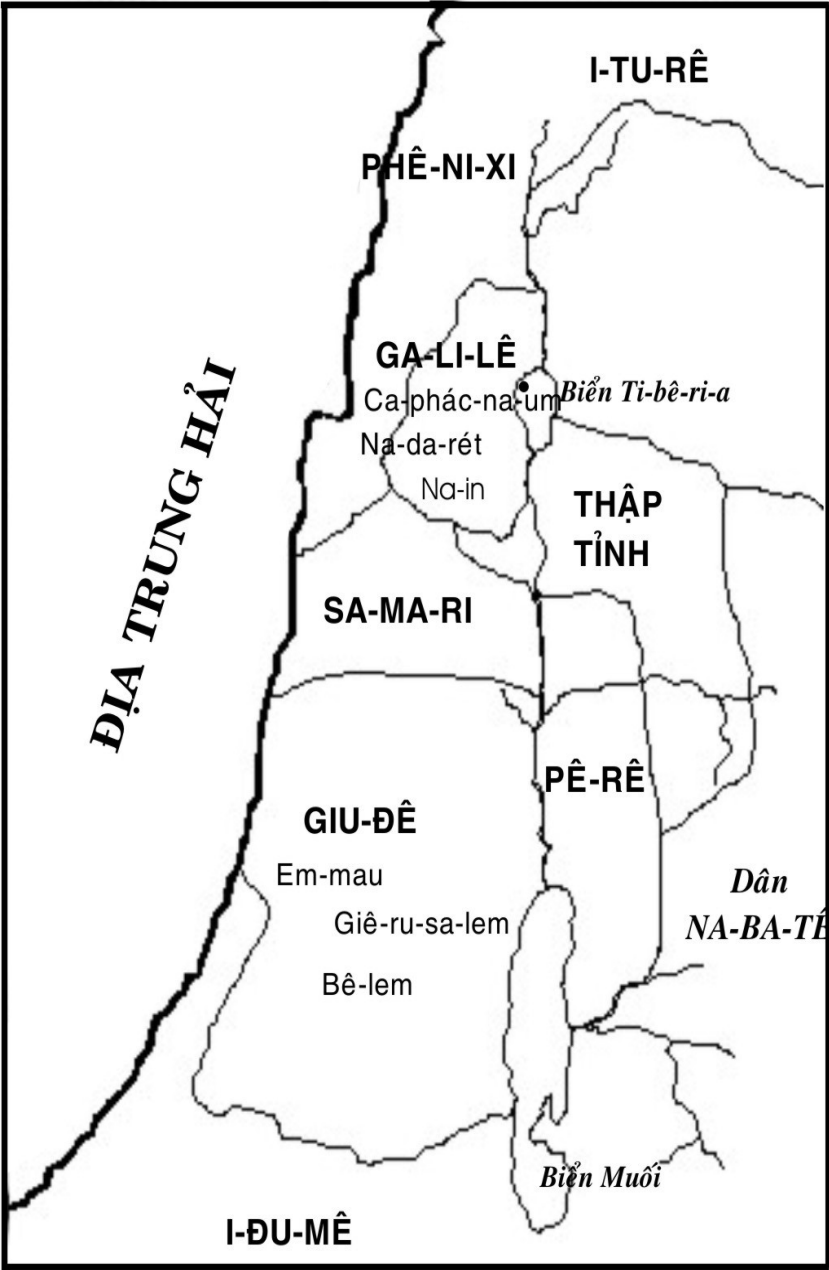 I-TU-RÊ
PHÊ-NI-XI
GA-LI-LÊ
Ca-phác-na-um
Biển Ti-bê-ri-a
Na-da-rét
Na-in
THẬP
TỈNH
ĐỊA TRUNG HẢI
SA-MA-RI
PÊ-RÊ
GIU-ĐÊ
Em-mau
Dân
NA-BA-TÊ
Giê-ru-sa-lem
Bê-lem
Biển Muối
I-ĐU-MÊ